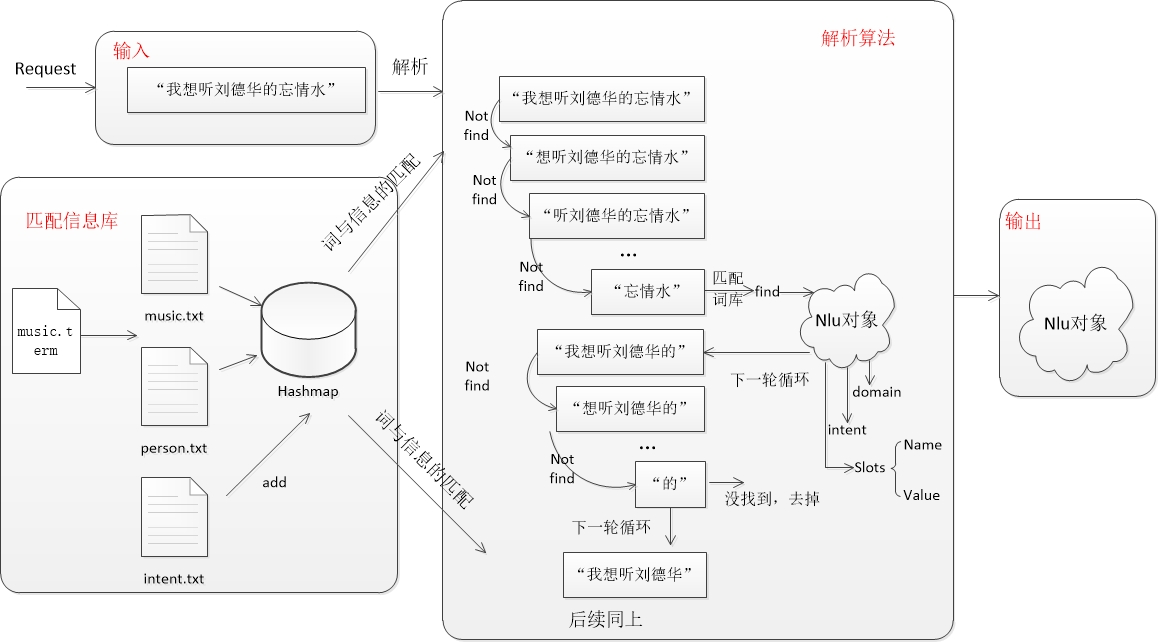 Request
输入
“我想听刘德华的忘情水”
解析
匹配信息库
music.t
erm
music.txt
person.txt
intent.txt
Hashmap
add
词与信息的匹配
词与信息的匹配
解析算法
“我想听刘德华的忘情水”
Not
find
“想听刘德华的忘情水”
Not
find
“听刘德华的忘情水”
...
Not
find
“忘情水”
匹配
词库
find
Nlu对象
“我想听刘德华的”
下一轮循环
Not
find
“想听刘德华的”
...
Not
find
“的”
没找到，去掉
下一轮循环
“我想听刘德华”
后续同上
domain
intent
Slots
Name
Value
输出
Nlu对象